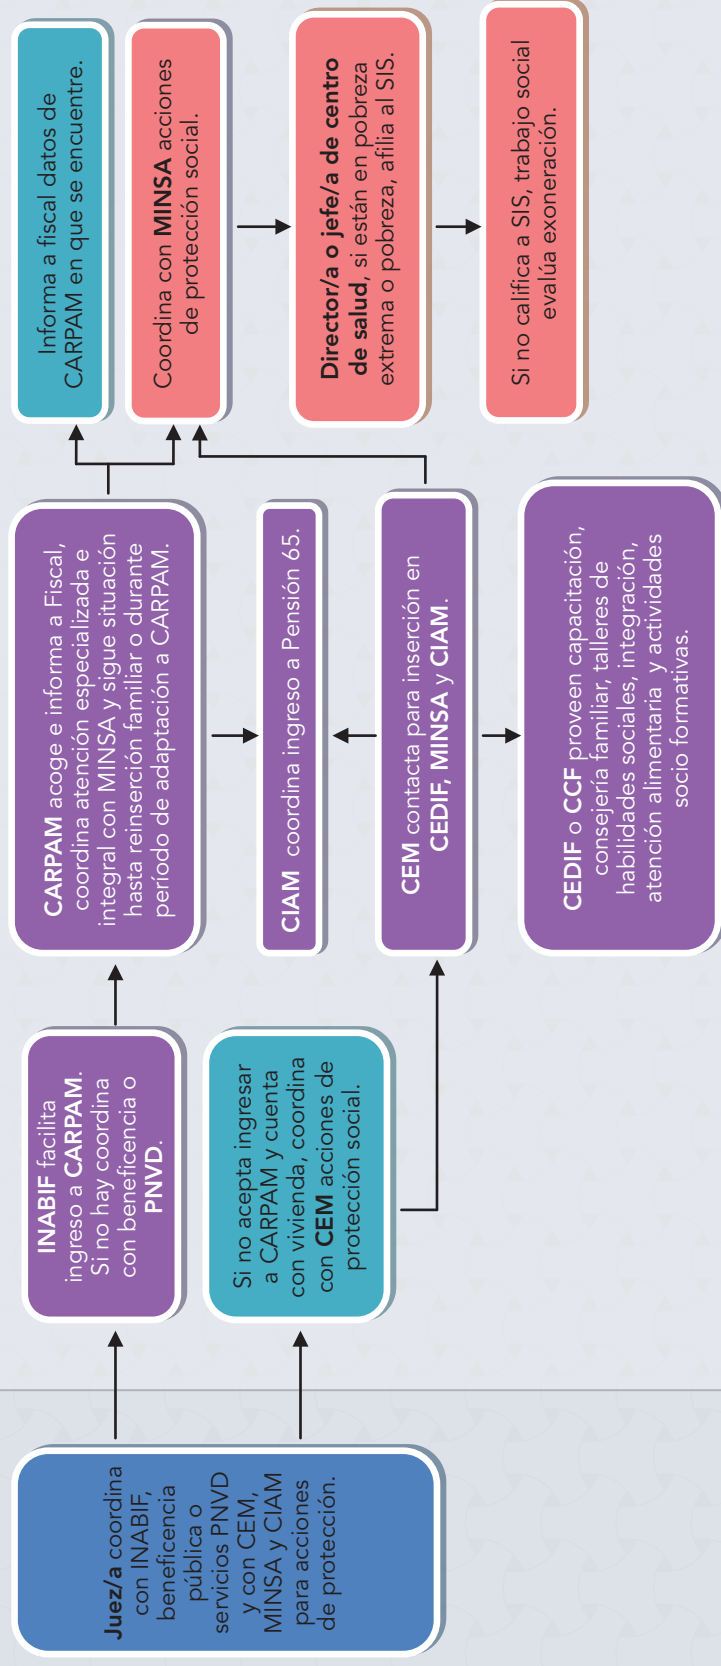 Juez/a coordina
con INABIF,
beneficencia
pública o
servicios PNVD
y con CEM,
MINSA y CIAM
para acciones
de protección.
INABIF facilita
ingreso a CARPAM.
Si no hay coordina
con beneficencia o
PNVD.
Si no acepta ingresar
a CARPAM y cuenta
con vivienda, coordina
con CEM acciones de
protección social.
CARPAM acoge e informa a Fiscal,
coordina atención especializada e
integral con MINSA y sigue situación
hasta reinserción familiar o durante
período de adaptación a CARPAM.
CIAM coordina ingreso a Pensión 65.
CEM contacta para inserción en
CEDIF, MINSA y CIAM.
CEDIF o CCF proveen capacitación,
consejería familiar, talleres de
habilidades sociales, integración,
atención alimentaria y actividades
socio formativas.
Informa a fiscal datos de
CARPAM en que se encuentre.
Coordina con MINSA acciones
de protección social.
Director/a o jefe/a de centro
de salud, si están en pobreza
extrema o pobreza, afilia al SIS.
Si no califica a SIS, trabajo social
evalúa exoneración.